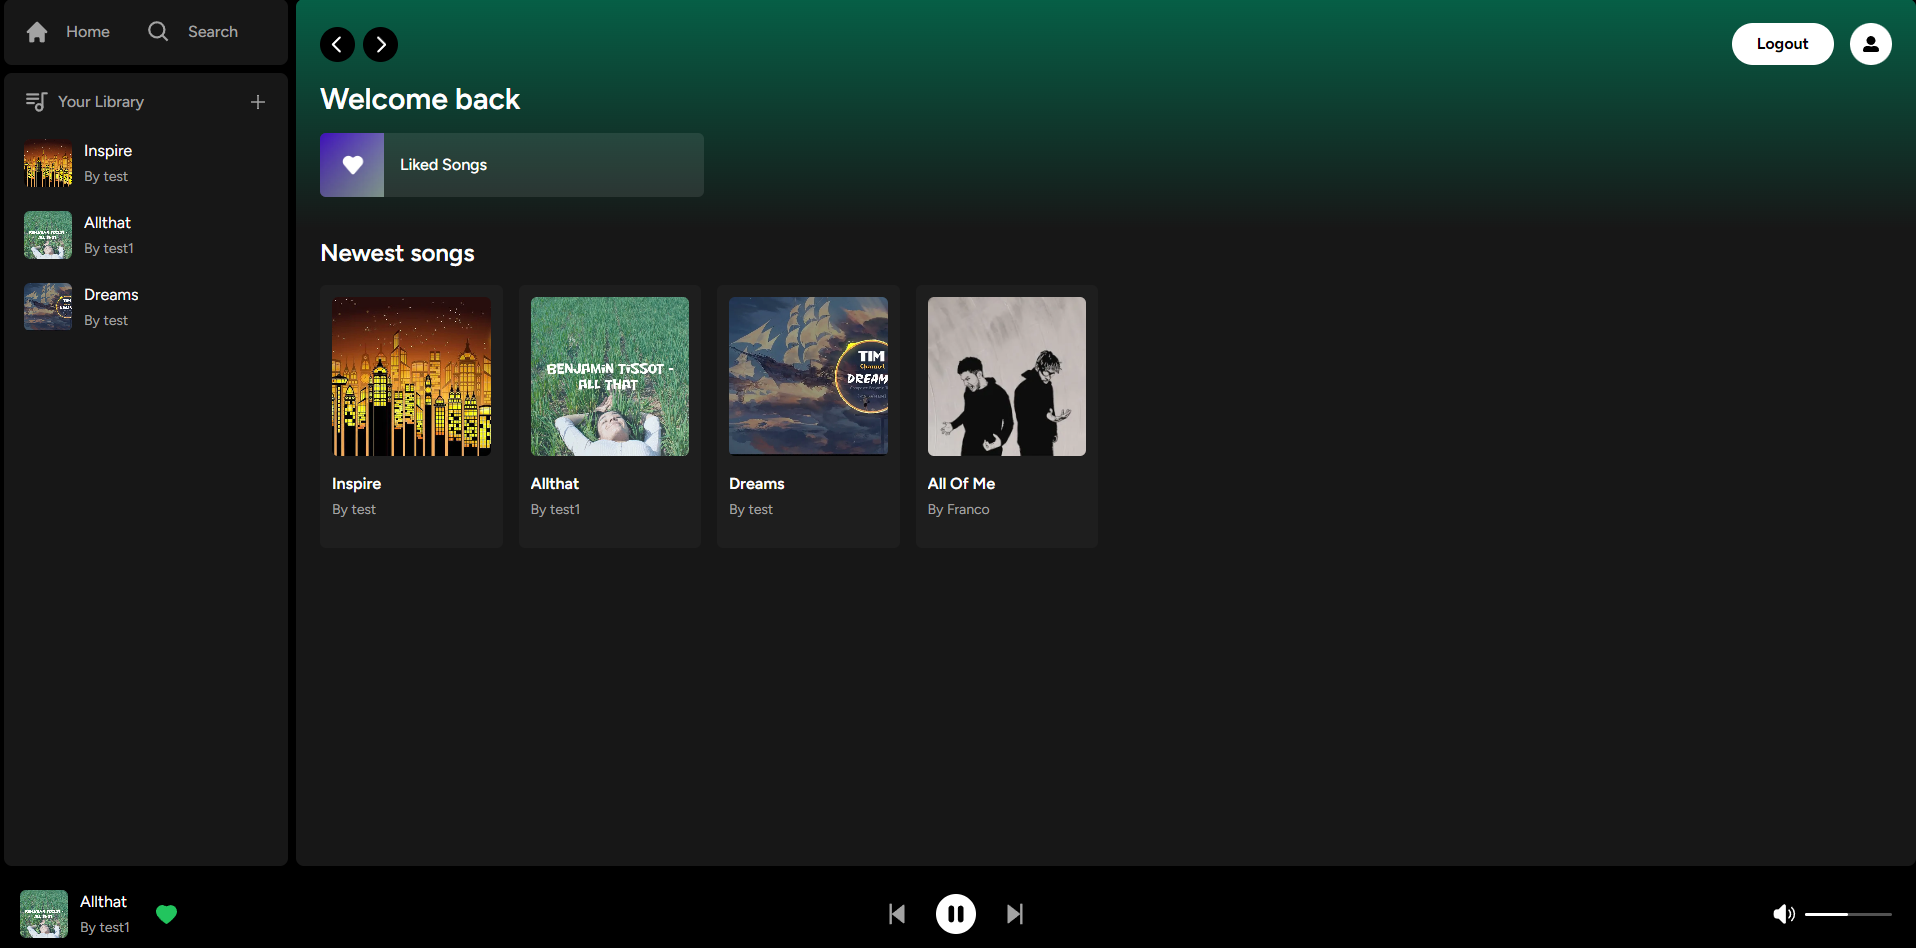 Home
Search
Your Library
Inspire
By test
Allthat
By test1
Dreams
By test
Logout
Welcome back
Liked Songs
Newest songs
BENJAMIN TISSOT -
ALL THAT
TIM
Channel
DREAM
Inspire
By test
Allthat
By test1
Dreams
By test
All Of Me
By Franco
Allthat
By test1